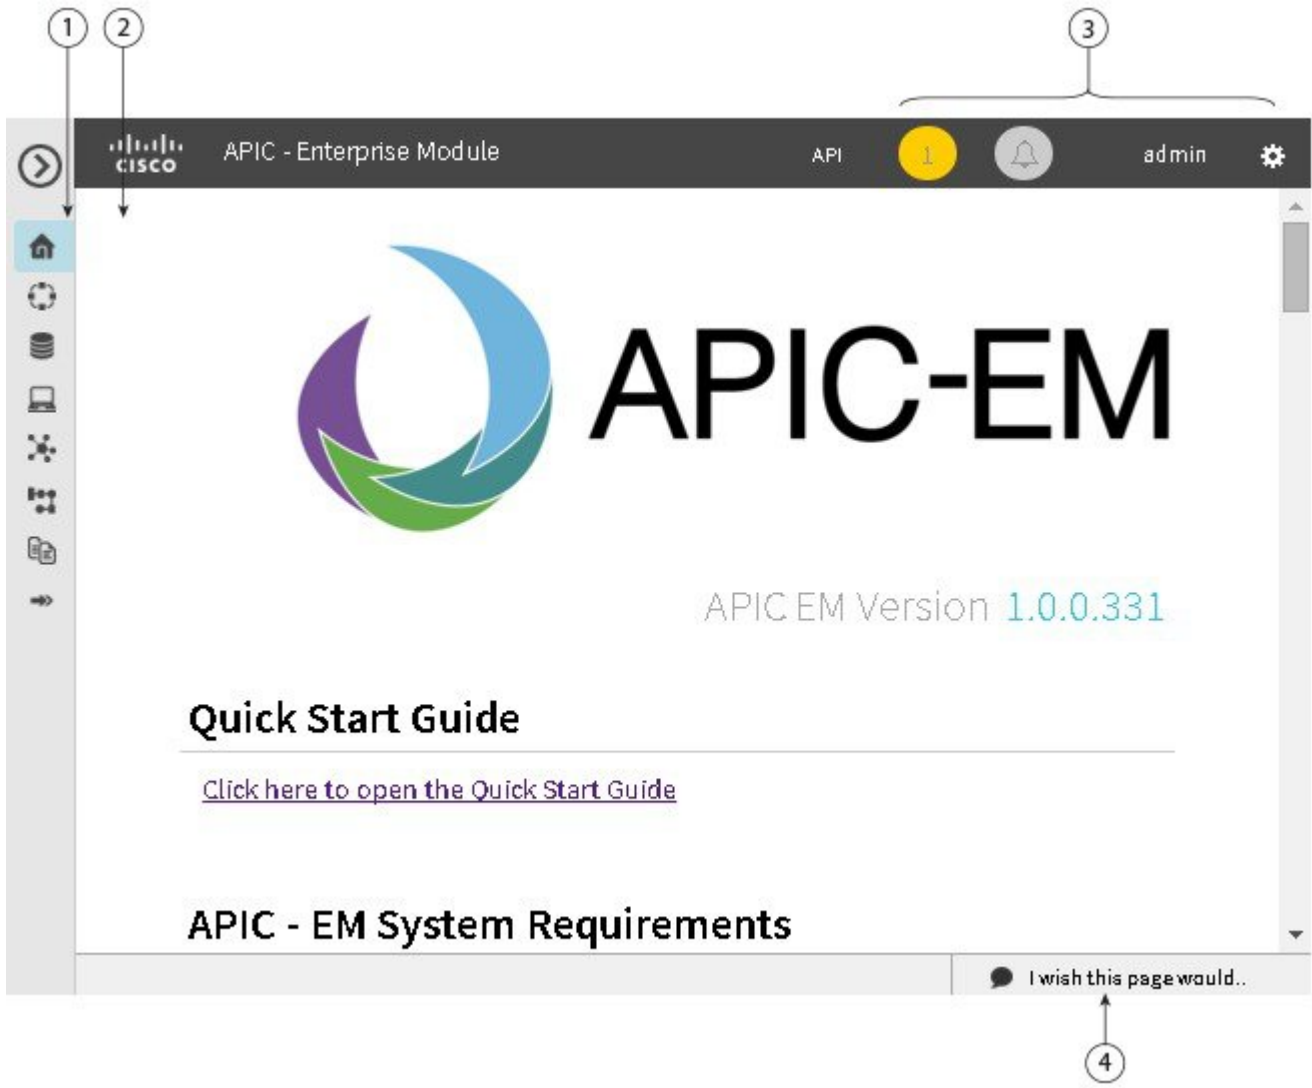 1 2 3
CISCO APIC - Enterprise Module API 1 admin
APIC-EM
APIC EM Version 1.0.0.331
Quick Start Guide
Click here to open the Quick Start Guide
APIC - EM System Requirements
I wish this page would..
4